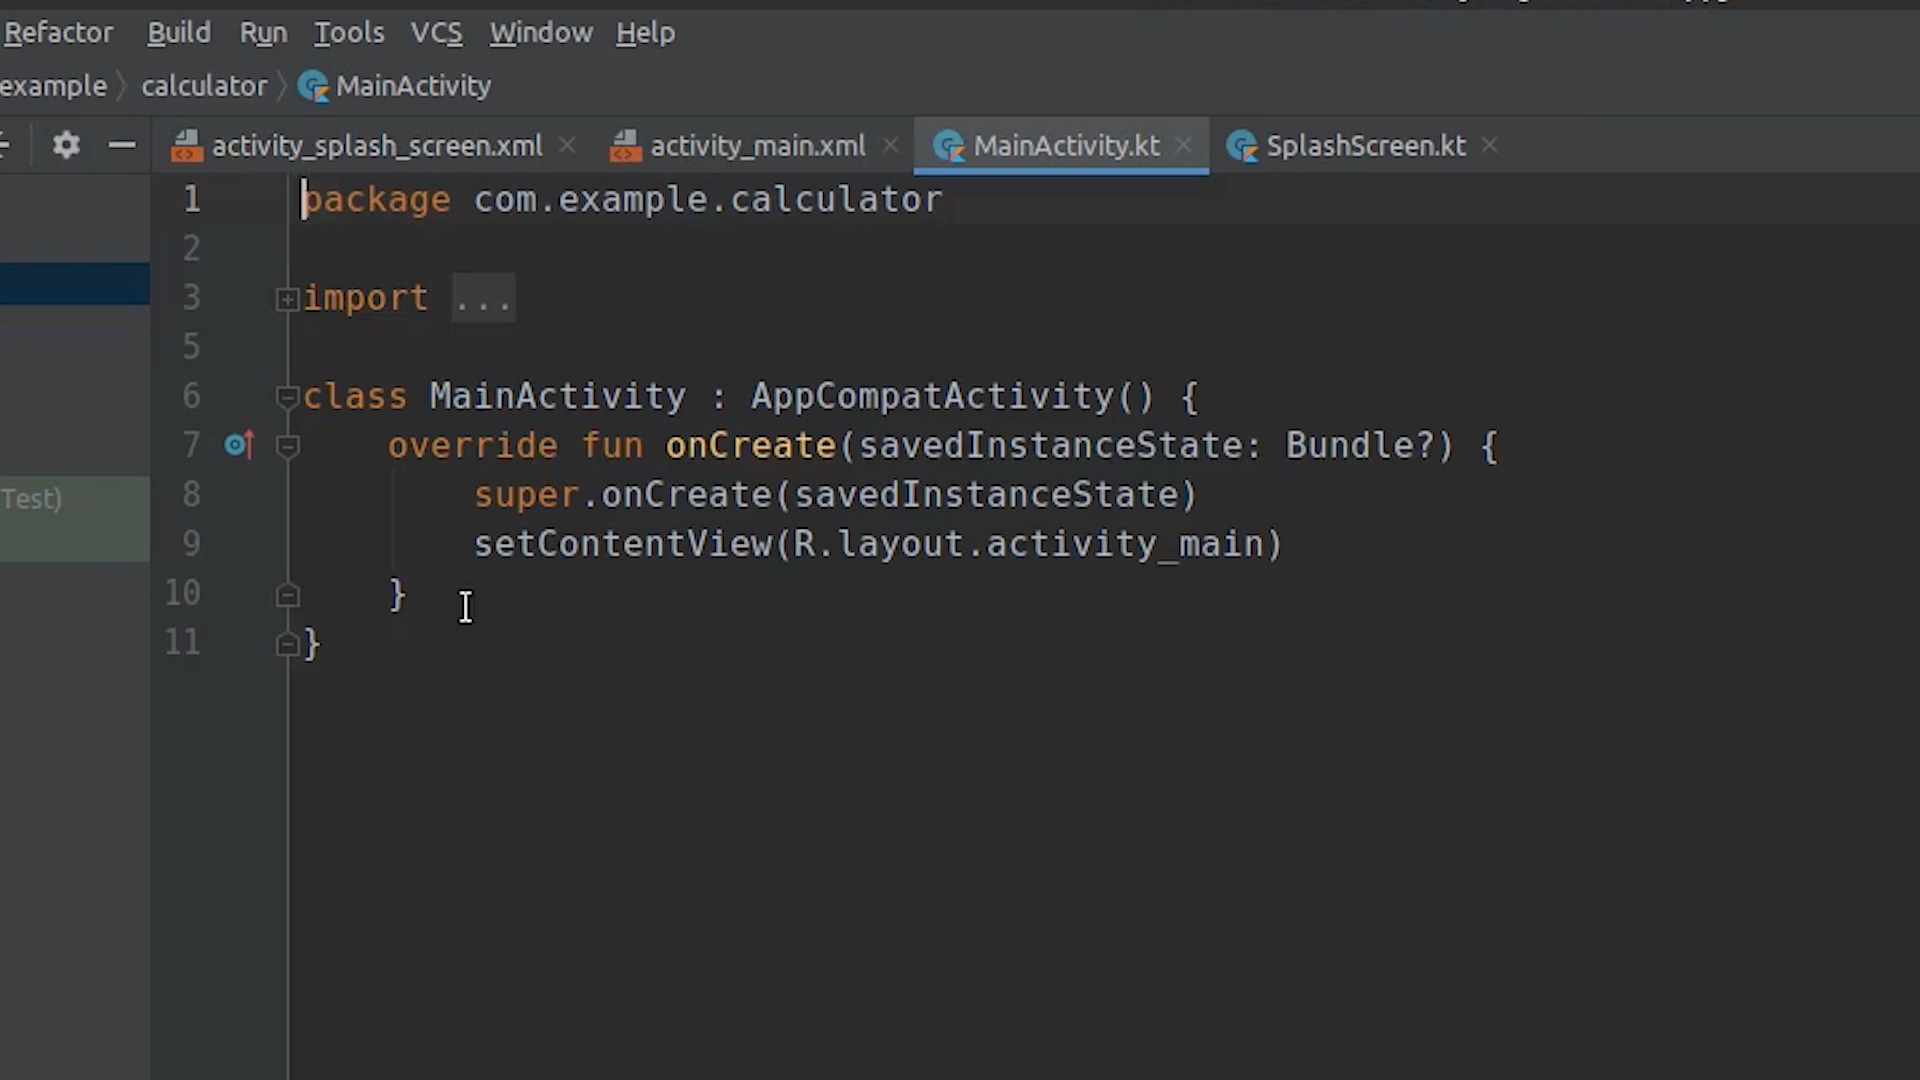 Refactor Build Run Tools VCS Window Help
example calculator MainActivity
activity_splash_screen.xml activity_main.xml MainActivity.kt SplashScreen.kt
1 package com.example.calculator
2
3 import ...
5
6 class MainActivity : AppCompatActivity() {
7 override fun onCreate(savedInstanceState: Bundle?) {
8 super.onCreate(savedInstanceState)
Test)
9 setContentView(R.layout.activity_main)
10 }
11 }